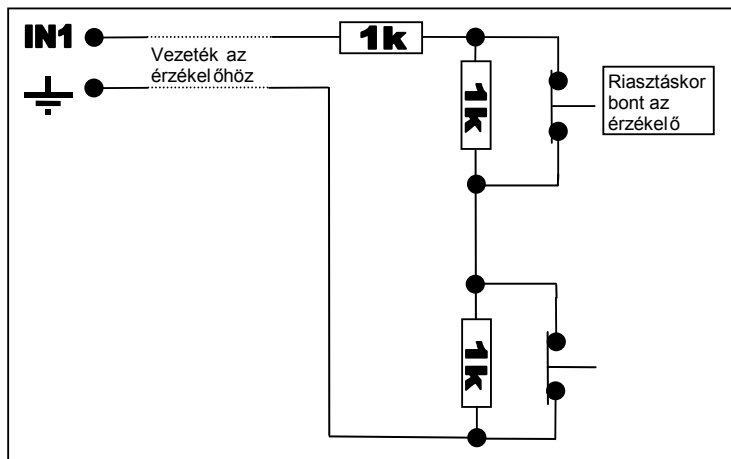 IN1
1k
Vezeték az
érzékelőhöz
1k
Riasztáskor
bont az
érzékelő
1k